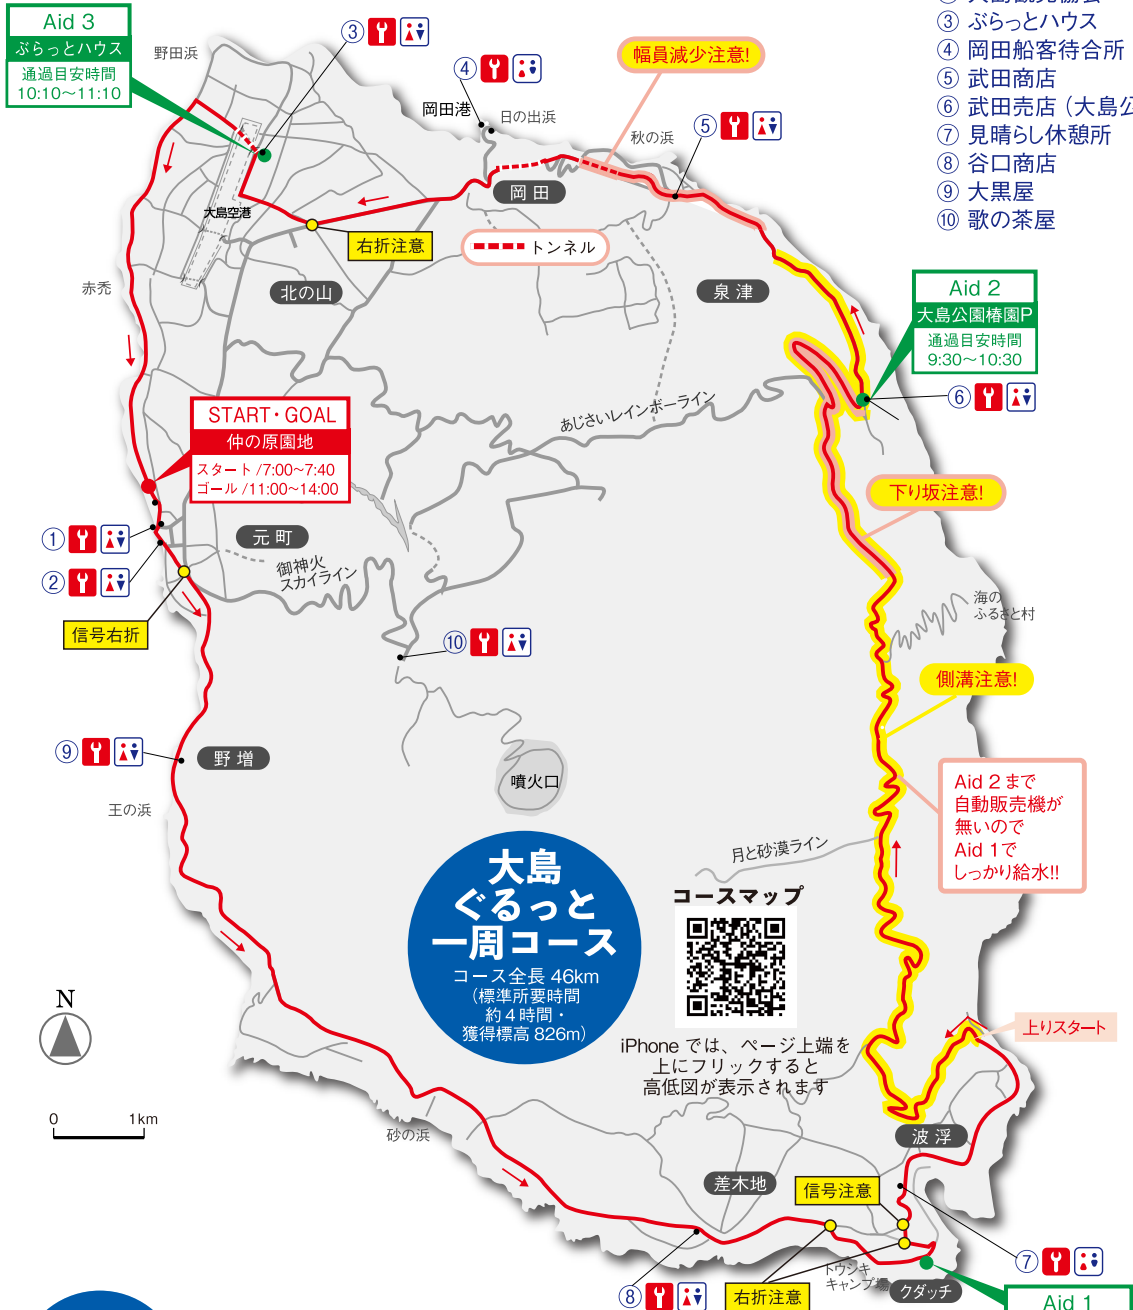 Aid 3
ぶらっとハウス
通過目安時間
10:10〜11:10
野田浜
③
④
岡田港
日の出浜
幅員減少注意!
秋の浜
⑤
③ ぶらっとハウス
④ 岡田船客待合所
⑤ 武田商店
⑥ 武田売店（大島公
⑦ 見晴らし休憩所
⑧ 谷口商店
⑨ 大黒屋
⑩ 歌の茶屋
岡田
大島空港
右折注意
トンネル
赤禿
北の山
泉津
Aid 2
大島公園椿園P
通過目安時間
9:30〜10:30
⑥
あじさいレインボーライン
START・GOAL
仲の原園地
スタート/7:00〜7:40
ゴール/11:00〜14:00
下り坂注意!
①
②
元町
御神火
スカイライン
信号右折
海の
ふるさと村
⑩
側溝注意!
⑨
野増
噴火口
王の浜
Aid 2 まで
自動販売機が
無いので
Aid 1で
しっかり給水!!
月と砂漠ライン
大島
ぐるっと
一周コース
コース全長 46km
(標準所要時間
約4時間・
獲得標高 826m)
コースマップ
N
iPhone では、ページ上端を
上にフリックすると
高低図が表示されます
上りスタート
0 1km
砂の浜
波浮
差木地
信号注意
⑦
トウシキ
キャンプ場
クダッチ
⑧
右折注意
Aid 1